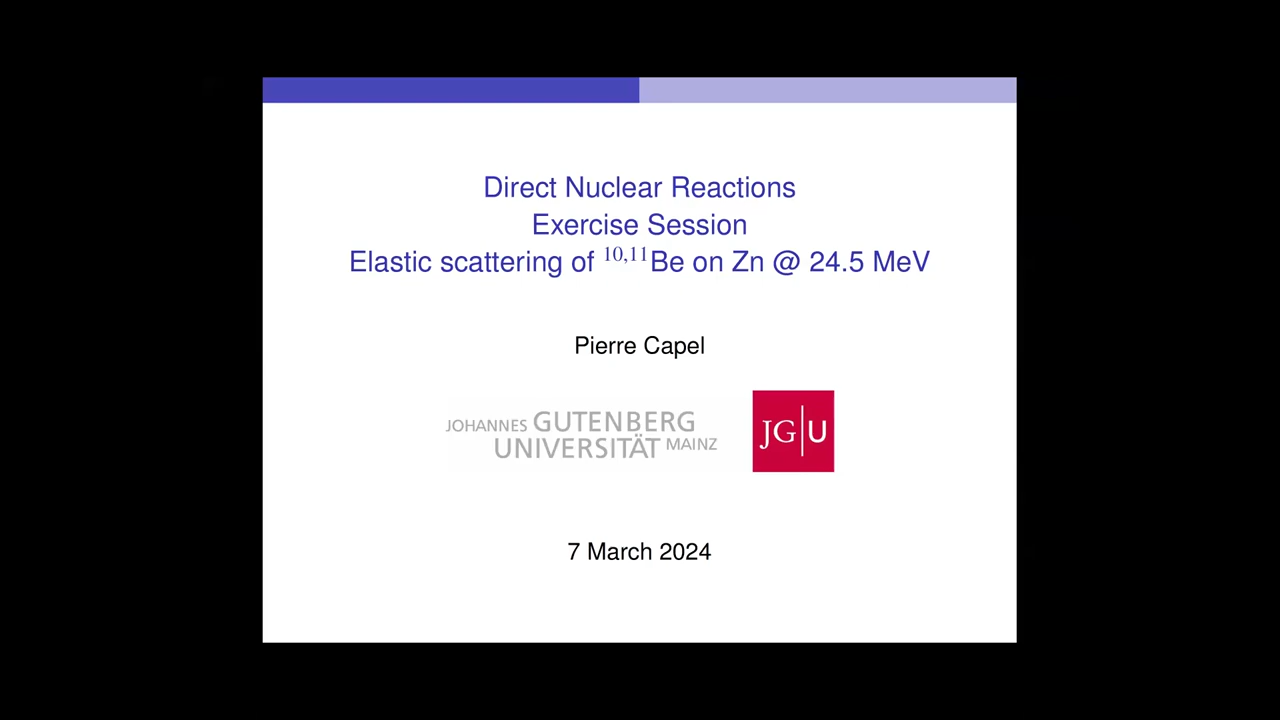 Direct Nuclear Reactions
Exercise Session
Elastic scattering of ¹⁰,¹¹Be on Zn @ 24.5 MeV
Pierre Capel
JOHANNES GUTENBERG
UNIVERSITÄT MAINZ
JG|U
7 March 2024